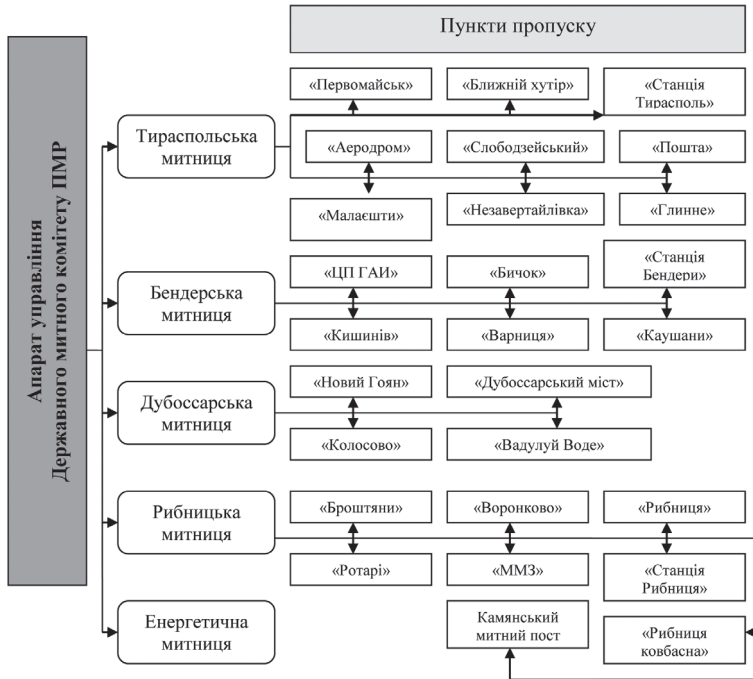 Апарат управління
Державного митного комітету ПМР
Пункти пропуску
Тираспольська
митниця
«Первомайськ»
«Ближній хутір»
«Станція
Тирасполь»
«Аеродром»
«Слободзейський»
«Пошта»
«Малаєшти»
«Незавертайлівка»
«Глинне»
Бендерська
митниця
«ЦП ГАИ»
«Бичок»
«Станція
Бендери»
«Кишинів»
«Варниця»
«Каушани»
Дубоссарська
митниця
«Новий Гоян»
«Дубоссарський міст»
«Колосово»
«Вадулуй Воде»
Рибницька
митниця
«Броштяни»
«Воронково»
«Рибниця»
«Ротарі»
«ММЗ»
«Станція
Рибниця»
Енергетична
митниця
Камянський
митний пост
«Рибниця
ковбасна»